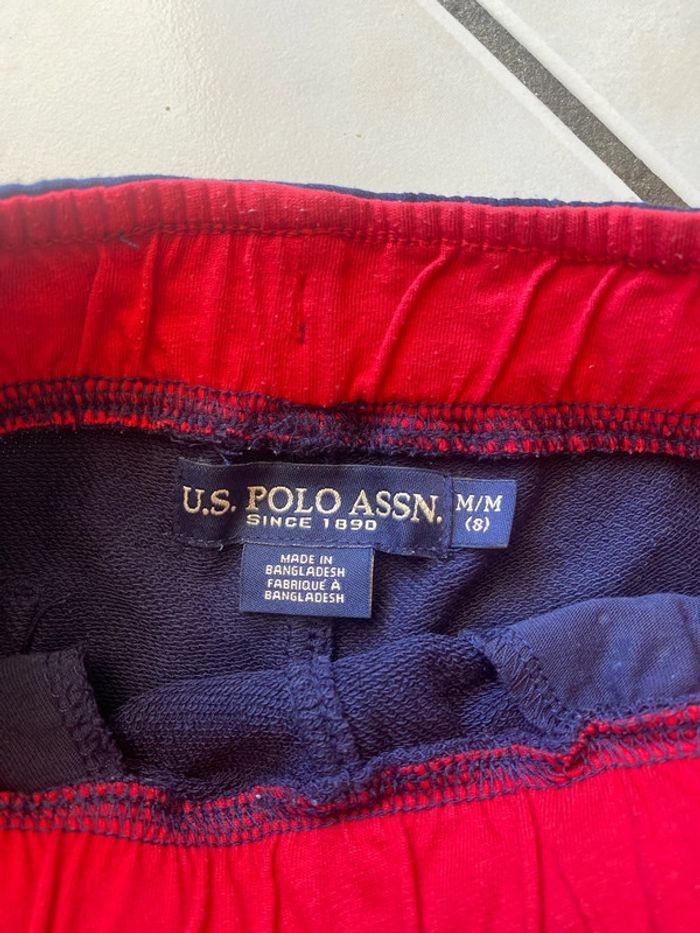 U.S. POLO ASSN.
SINCE 1890
M/M
(8)
MADE IN
BANGLADESH
FABRIQUÉ À
BANGLADESH